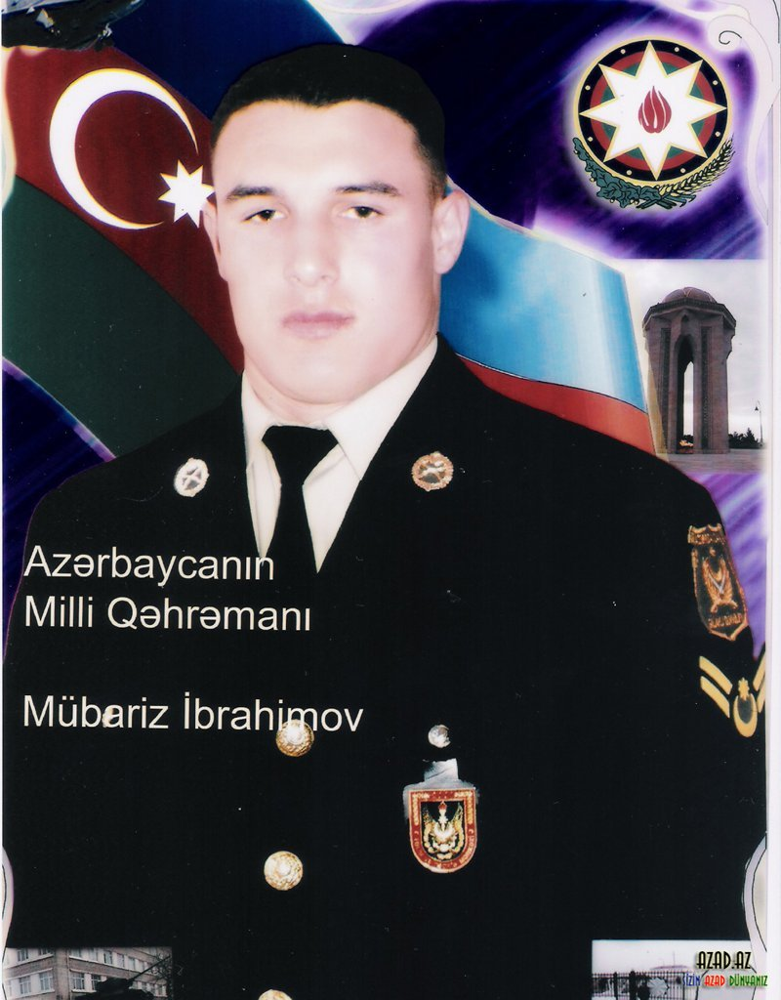 Azərbaycanın
Milli Qəhrəmanı
Mübariz İbrahimov
AZAD.AZ
SİZİN AZAD DÜNYANIZ